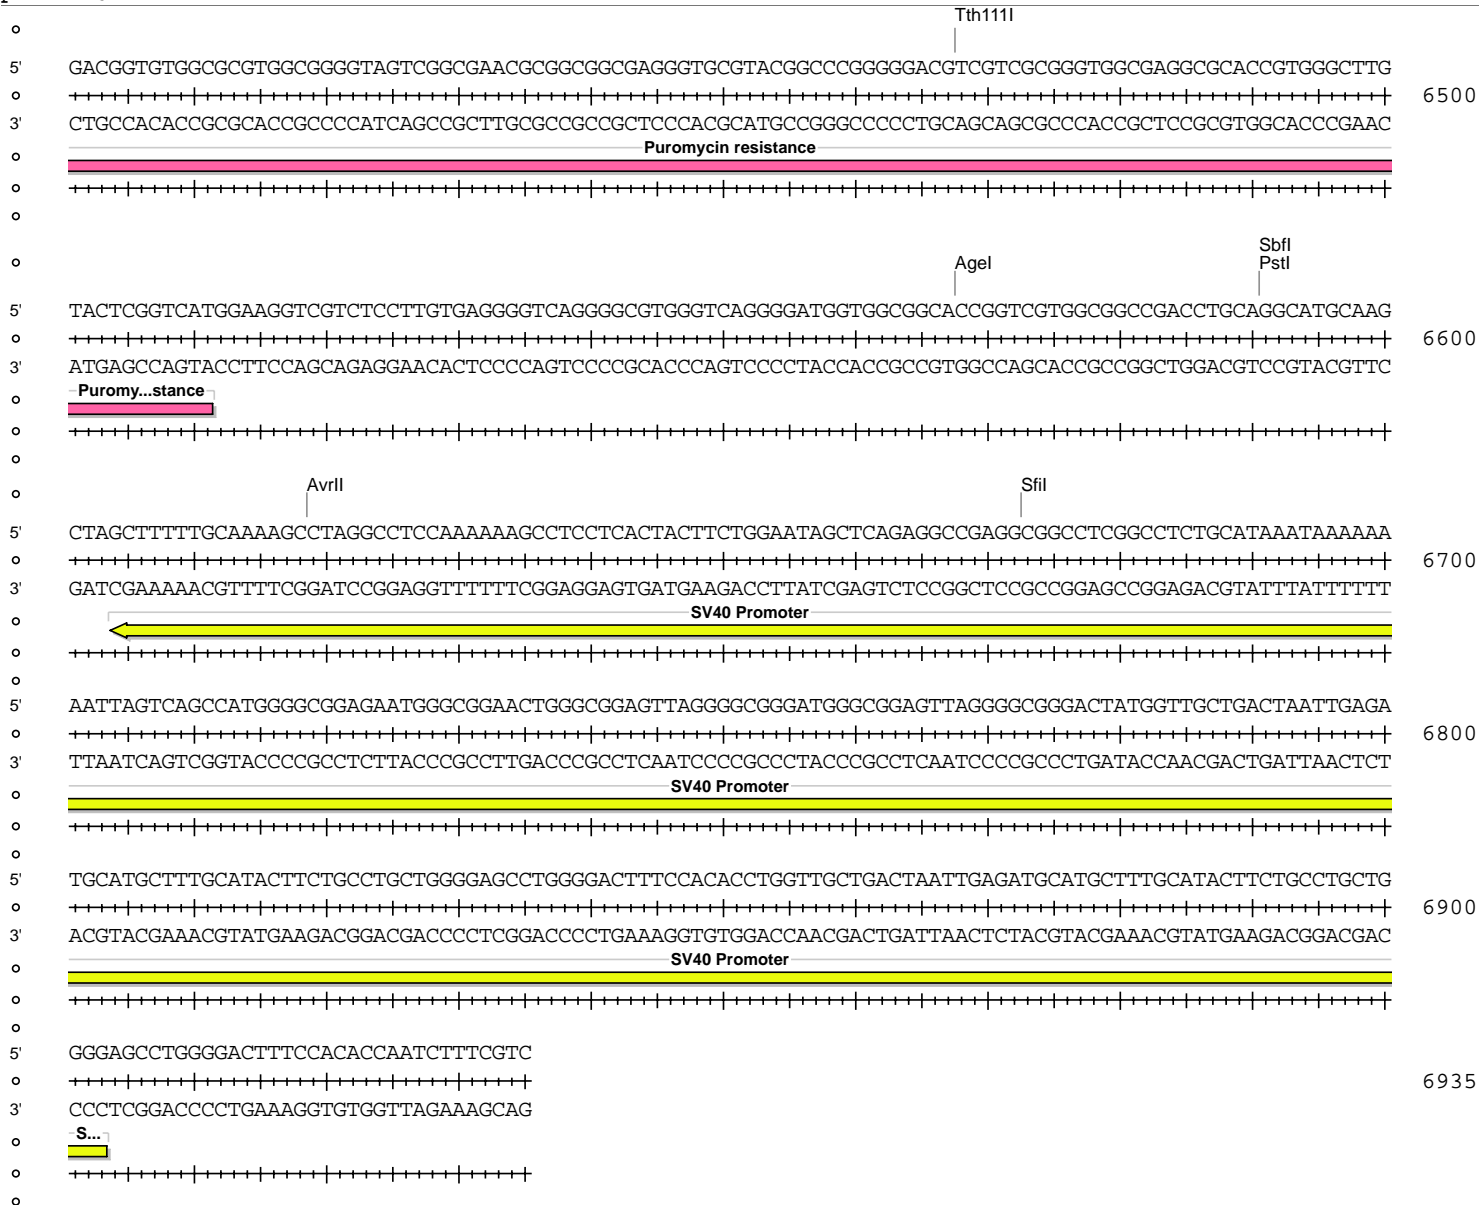 Tth111I
5' GACGGTGTGGCGCGTGGCGGGGTAGTCGGCGAACGCGGCGGCGAGGGTGCGTACGGCCCGGGGGACGTCGTCGCGGGTGGCGAGGCGCACCGTGGGCTTG
6500
3' CTGCCACACCGCGCACCGCCCCATCAGCCGCTTGCGCCGCCGCTCCCACGCATGCCGGGCCCCCTGCAGCAGCGCCCACCGCTCCGCGTGGCACCCGAAC
Puromycin resistance
SbfI
AgeI PstI
5' TACTCGGTCATGGAAGGTCGTCTCCTTGTGAGGGGTCAGGGGCGTGGGTCAGGGGATGGTGGCGGCACCGGTCGTGGCGGCCGACCTGCAGGCATGCAAG
6600
3' ATGAGCCAGTACCTTCCAGCAGAGGAACACTCCCCAGTCCCCGCACCCAGTCCCCTACCACCGCCGTGGCCAGCACCGCCGGCTGGACGTCCGTACGTTC
Puromy...stance
AvrII SfiI
5' CTAGCTTTTTGCAAAAGCCTAGGCCTCCAAAAAAGCCTCCTCACTACTTCTGGAATAGCTCAGAGGCCGAGGCGGCCTCGGCCTCTGCATAAATAAAAAA
6700
3' GATCGAAAAACGTTTTCGGATCCGGAGGTTTTTTCGGAGGAGTGATGAAGACCTTATCGAGTCTCCGGCTCCGCCGGAGCCGGAGACGTATTTATTTTTT
SV40 Promoter
5' AATTAGTCAGCCATGGGGCGGAGAATGGGCGGAACTGGGCGGAGTTAGGGGCGGGATGGGCGGAGTTAGGGGCGGGACTATGGTTGCTGACTAATTGAGA
6800
3' TTAATCAGTCGGTACCCCGCCTCTTACCCGCCTTGACCCGCCTCAATCCCCGCCCTACCCGCCTCAATCCCCGCCCTGATACCAACGACTGATTAACTCT
SV40 Promoter
5' TGCATGCTTTGCATACTTCTGCCTGCTGGGGAGCCTGGGGACTTTCCACACCTGGTTGCTGACTAATTGAGATGCATGCTTTGCATACTTCTGCCTGCTG
6900
3' ACGTACGAAACGTATGAAGACGGACGACCCCTCGGACCCCTGAAAGGTGTGGACCAACGACTGATTAACTCTACGTACGAAACGTATGAAGACGGACGAC
SV40 Promoter
5' GGGAGCCTGGGGACTTTCCACACCAATCTTTCGTC
6935
3' CCCTCGGACCCCTGAAAGGTGTGGTTAGAAAGCAG
S...